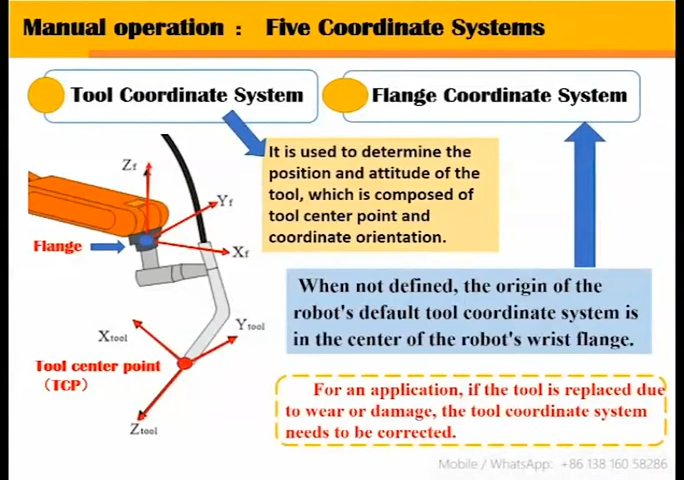 Manual operation : Five Coordinate Systems
Tool Coordinate System
Flange Coordinate System
It is used to determine the
position and attitude of the
tool, which is composed of
tool center point and
coordinate orientation.
Zf
Yf
Flange
Xf
When not defined, the origin of the
robot's default tool coordinate system is
in the center of the robot's wrist flange.
Xtool
Ytool
Tool center point
(TCP)
Ztool
For an application, if the tool is replaced due
to wear or damage, the tool coordinate system
needs to be corrected.
Mobile / WhatsApp: +86 138 160 58286